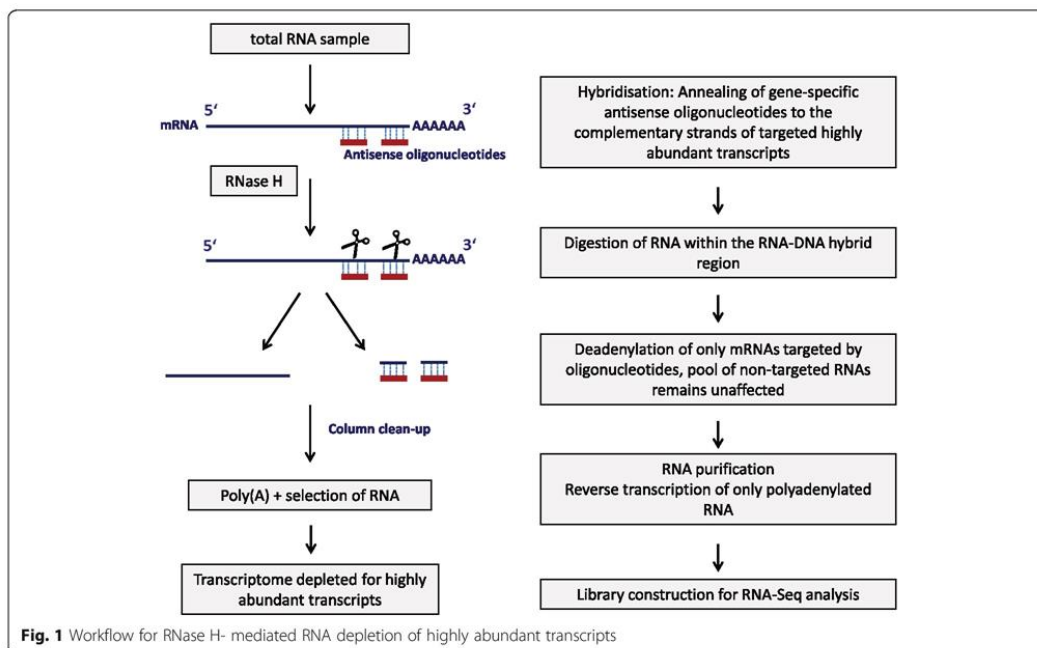 total RNA sample
5‘
3‘
mRNA
AAAAAA
Antisense oligonucleotides
RNase H
5‘
3‘
AAAAAA
Column clean-up
Poly(A) + selection of RNA
Transcriptome depleted for highly
abundant transcripts
Hybridisation: Annealing of gene-specific
antisense oligonucleotides to the
complementary strands of targeted highly
abundant transcripts
Digestion of RNA within the RNA-DNA hybrid
region
Deadenylation of only mRNAs targeted by
oligonucleotides, pool of non-targeted RNAs
remains unaffected
RNA purification
Reverse transcription of only polyadenylated
RNA
Library construction for RNA-Seq analysis
Fig. 1 Workflow for RNase H- mediated RNA depletion of highly abundant transcripts